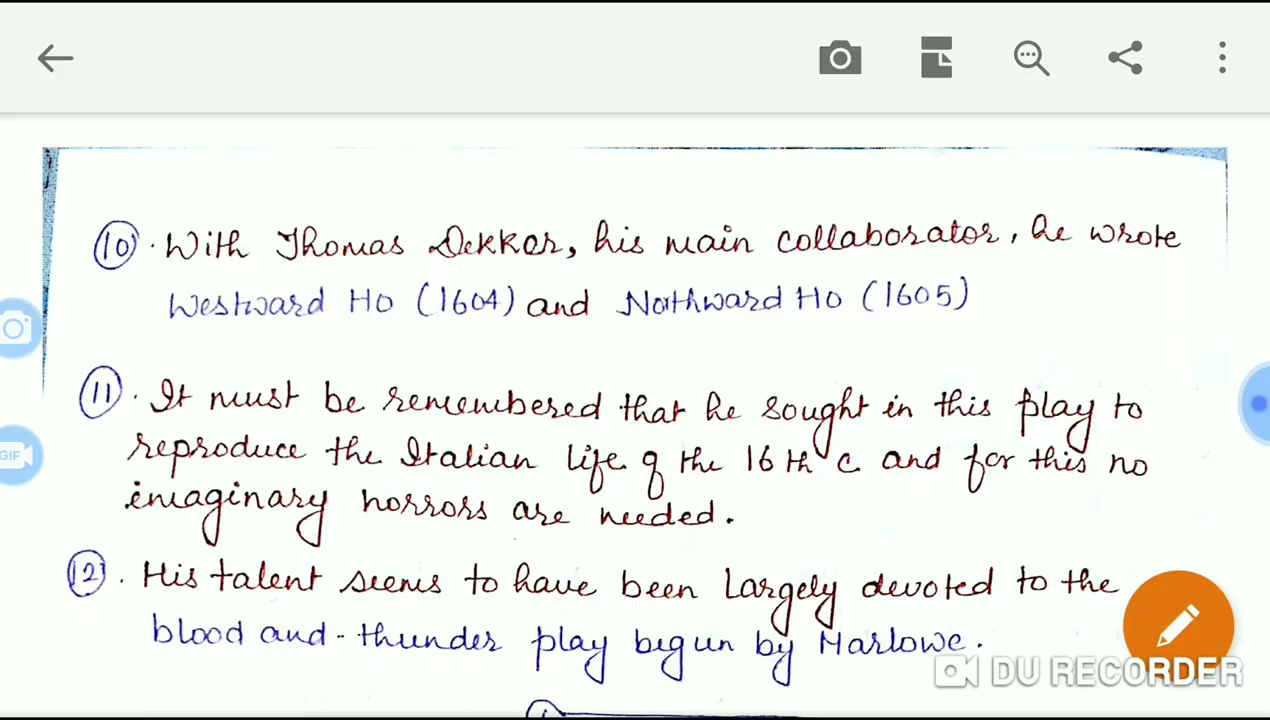 (10) . With Thomas Dekker, his main collaborator, he wrote
Westward Ho (1604) and Northward Ho (1605)
(11) . It must be remembered that he sought in this play to
reproduce the Italian life of the 16th c and for this no
imaginary horrors are needed.
(12) . His talent seems to have been largely devoted to the
blood and-thunder play begun by Marlowe.
GIF
DU RECORDER